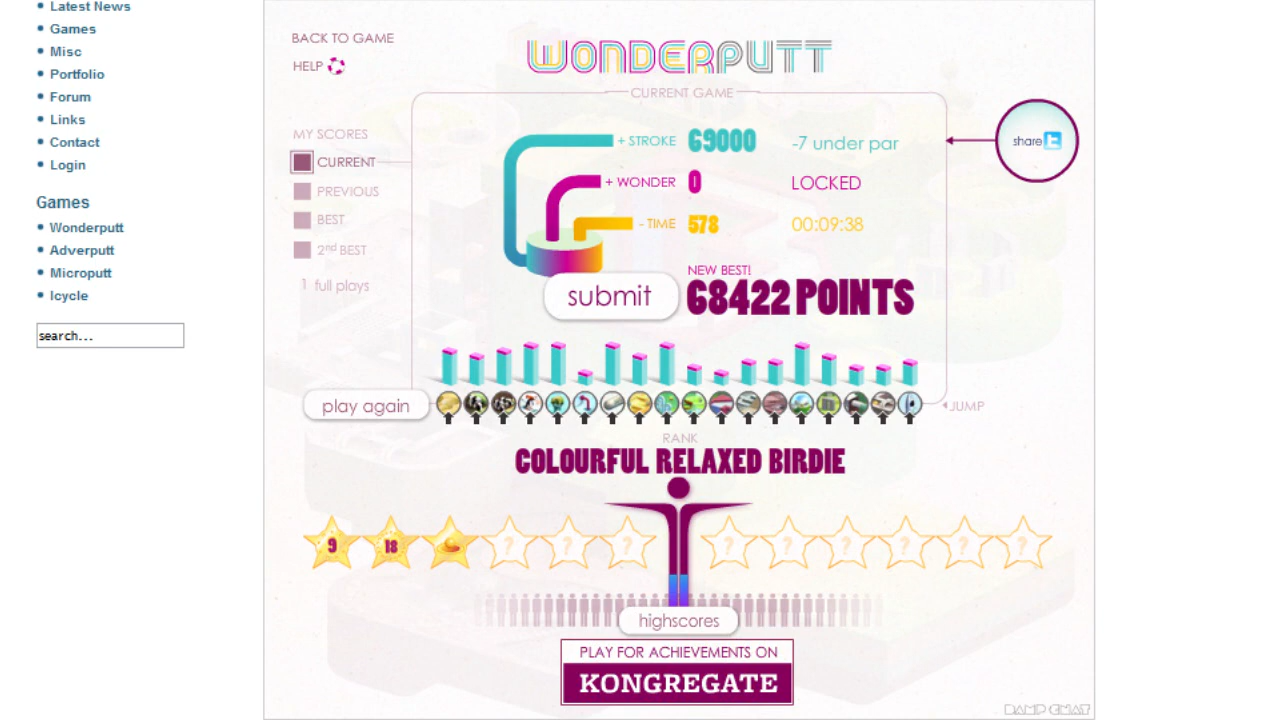 Latest News
Games
Misc
Portfolio
Forum
Links
Contact
Login
Games
Wonderputt
Adverputt
Microputt
Icycle
search...
BACK TO GAME
HELP
WONDERPUTT
CURRENT GAME
MY SCORES
CURRENT
PREVIOUS
BEST
2nd BEST
1 full plays
+ STROKE 69000 -7 under par
+ WONDER 0 LOCKED
- TIME 578 00:09:38
share
NEW BEST!
submit 68422 POINTS
play again
JUMP
RANK
COLOURFUL RELAXED BIRDIE
9 18 ? ? ? ? ? ? ? ? ?
highscores
PLAY FOR ACHIEVEMENTS ON
KONGREGATE
DAMP GNAT